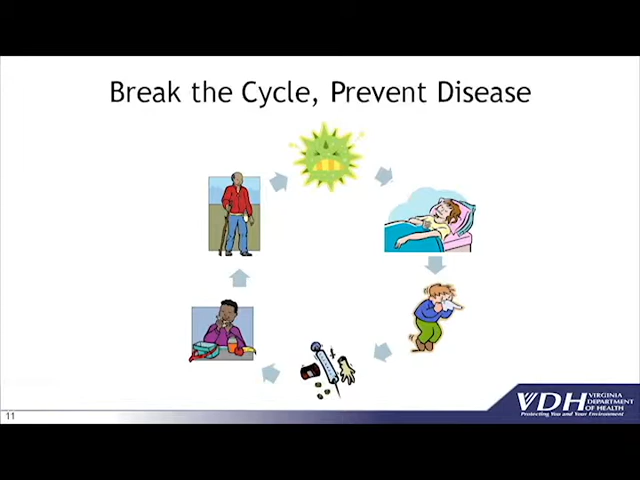 Break the Cycle, Prevent Disease
11
VDH
VIRGINIA
DEPARTMENT
OF HEALTH
Protecting You and Your Environment